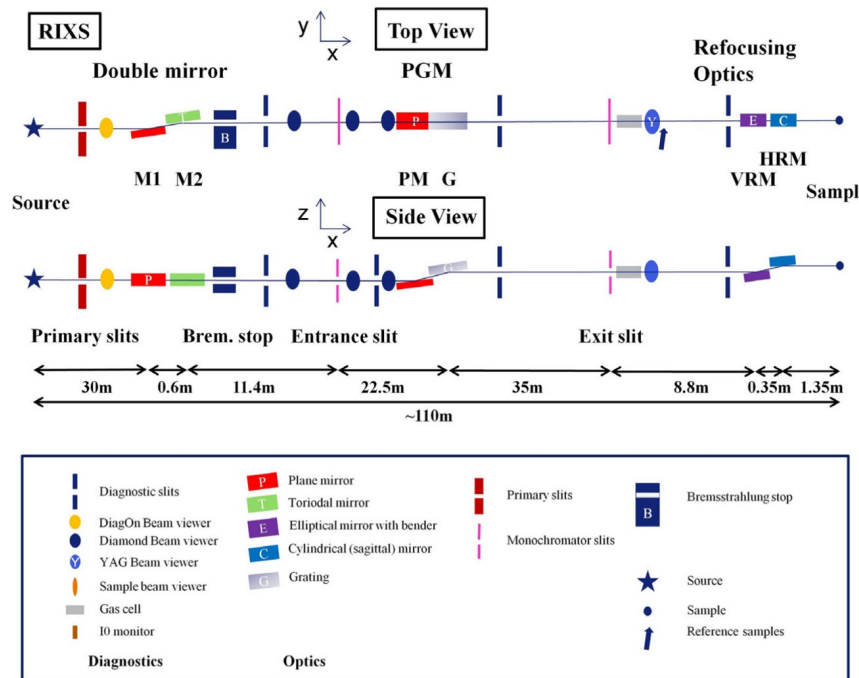 RIXS
y
x
Top View
Double mirror
PGM
Refocusing
Optics
B
P
Y
E
C
HRM
M1
M2
PM
G
VRM
Source
Sampl
z
x
Side View
P
Primary slits
Brem. stop
Entrance slit
Exit slit
30m
0.6m
11.4m
22.5m
35m
8.8m
0.35m
1.35m
~110m
Diagnostic slits
DiagOn Beam viewer
Diamond Beam viewer
Y
YAG Beam viewer
Sample beam viewer
Gas cell
I0 monitor
Diagnostics
P
Plane mirror
T
Toriodal mirror
E
Elliptical mirror with bender
C
Cylindrical (sagittal) mirror
G
Grating
Optics
Primary slits
Monochromator slits
B
Bremsstrahlung stop
Source
Sample
Reference samples